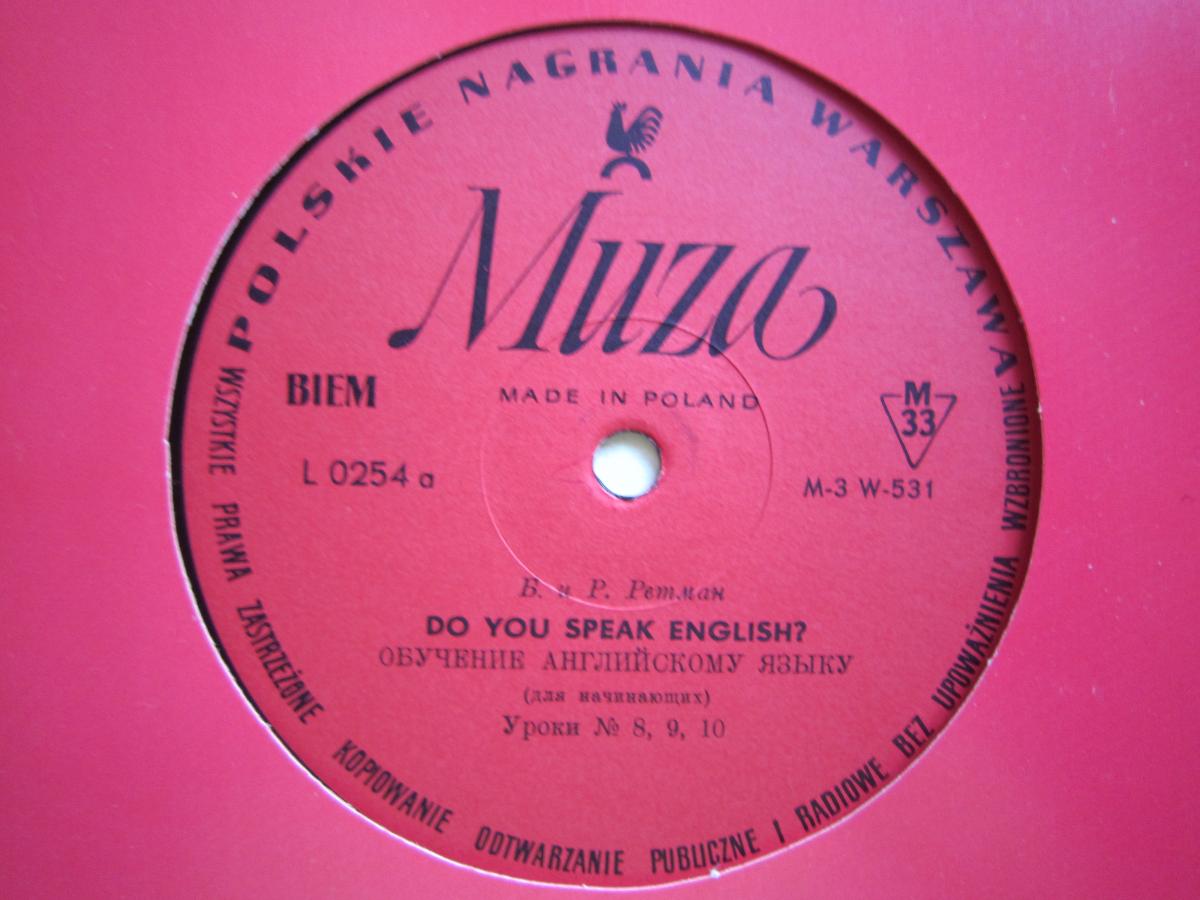 POLSKIE NAGRANIA WARSZAWA
Muza
BIEM
MADE IN POLAND
M
33
L 0254 a
M-3 W-531
Б. и Р. Ретман
DO YOU SPEAK ENGLISH?
ОБУЧЕНИЕ АНГЛИЙСКОМУ ЯЗЫКУ
(для начинающих)
Уроки № 8, 9, 10
WSZYSTKIE PRAWA ZASTRZEŻONE KOPIOWANIE ODTWARZANIE PUBLICZNE I RADIOWE BEZ UPOWAŻNIENIA WZBRONIONE